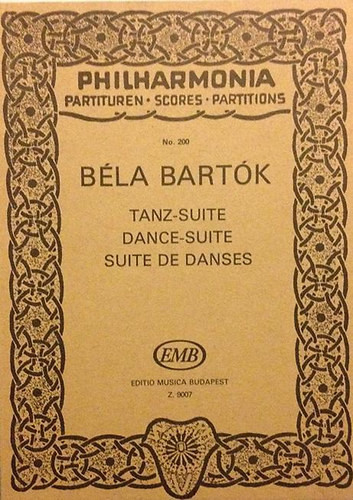 PHILHARMONIA
PARTITUREN · SCORES · PARTITIONS
No. 200
BÉLA BARTÓK
TANZ-SUITE
DANCE-SUITE
SUITE DE DANSES
EMB
EDITIO MUSICA BUDAPEST
Z. 9007